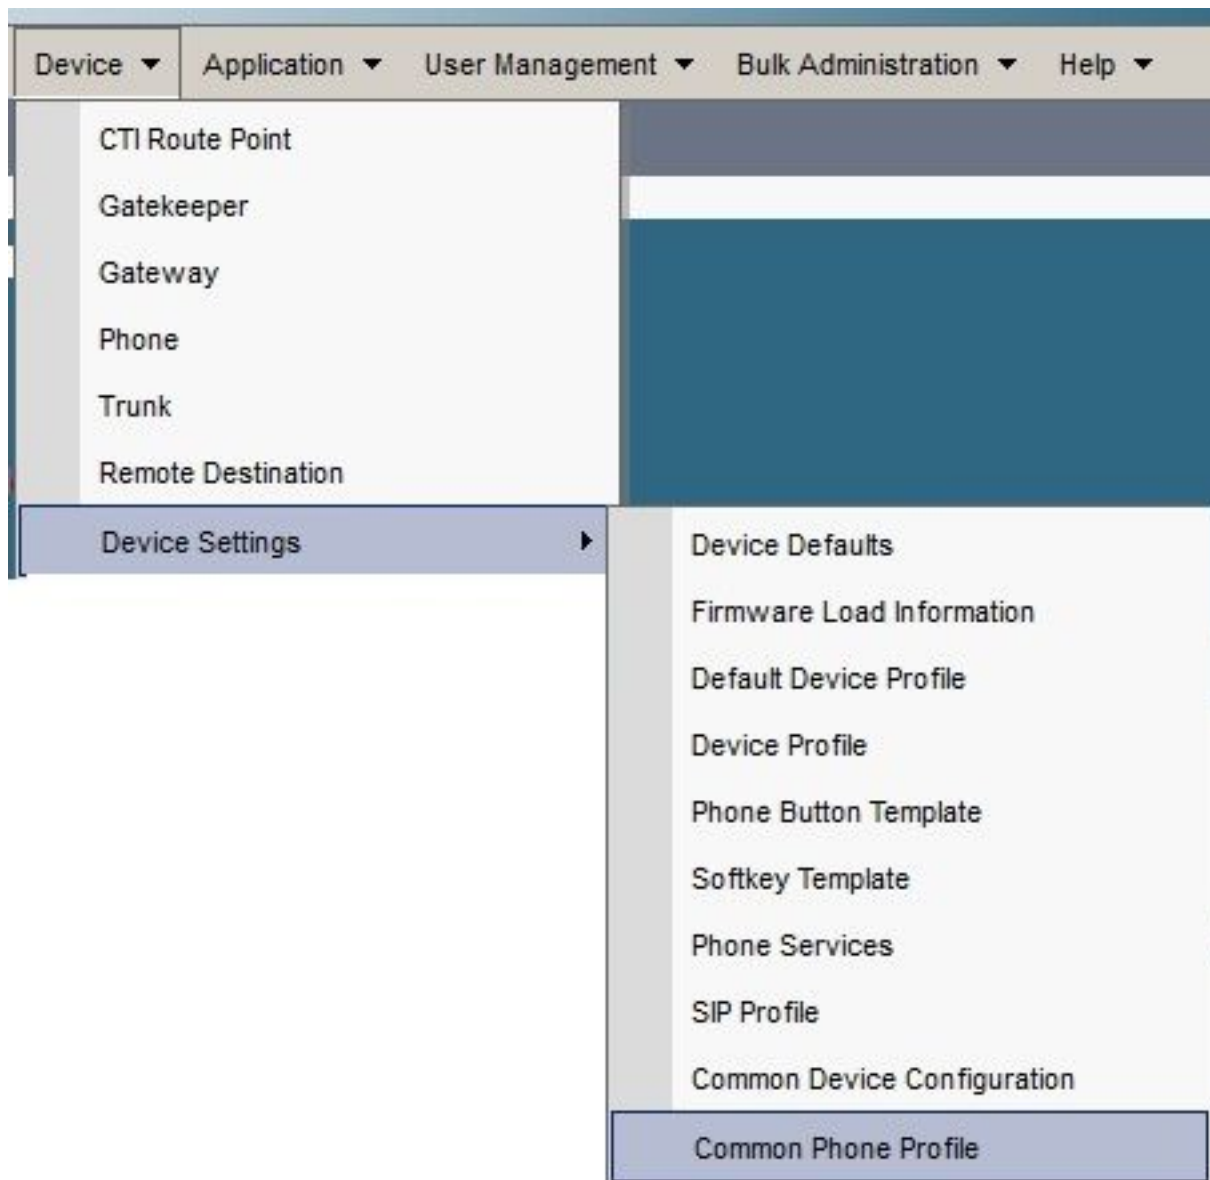 Device Application User Management Bulk Administration Help
CTI Route Point
Gatekeeper
Gateway
Phone
Trunk
Remote Destination
Device Settings
Device Defaults
Firmware Load Information
Default Device Profile
Device Profile
Phone Button Template
Softkey Template
Phone Services
SIP Profile
Common Device Configuration
Common Phone Profile